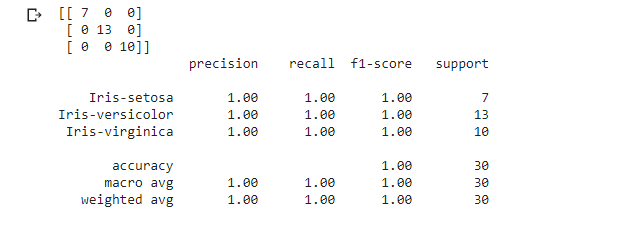 [[ 7 0 0]
[ 0 13 0]
[ 0 0 10]]
precision recall f1-score support
Iris-setosa 1.00 1.00 1.00 7
Iris-versicolor 1.00 1.00 1.00 13
Iris-virginica 1.00 1.00 1.00 10
accuracy 1.00 30
macro avg 1.00 1.00 1.00 30
weighted avg 1.00 1.00 1.00 30